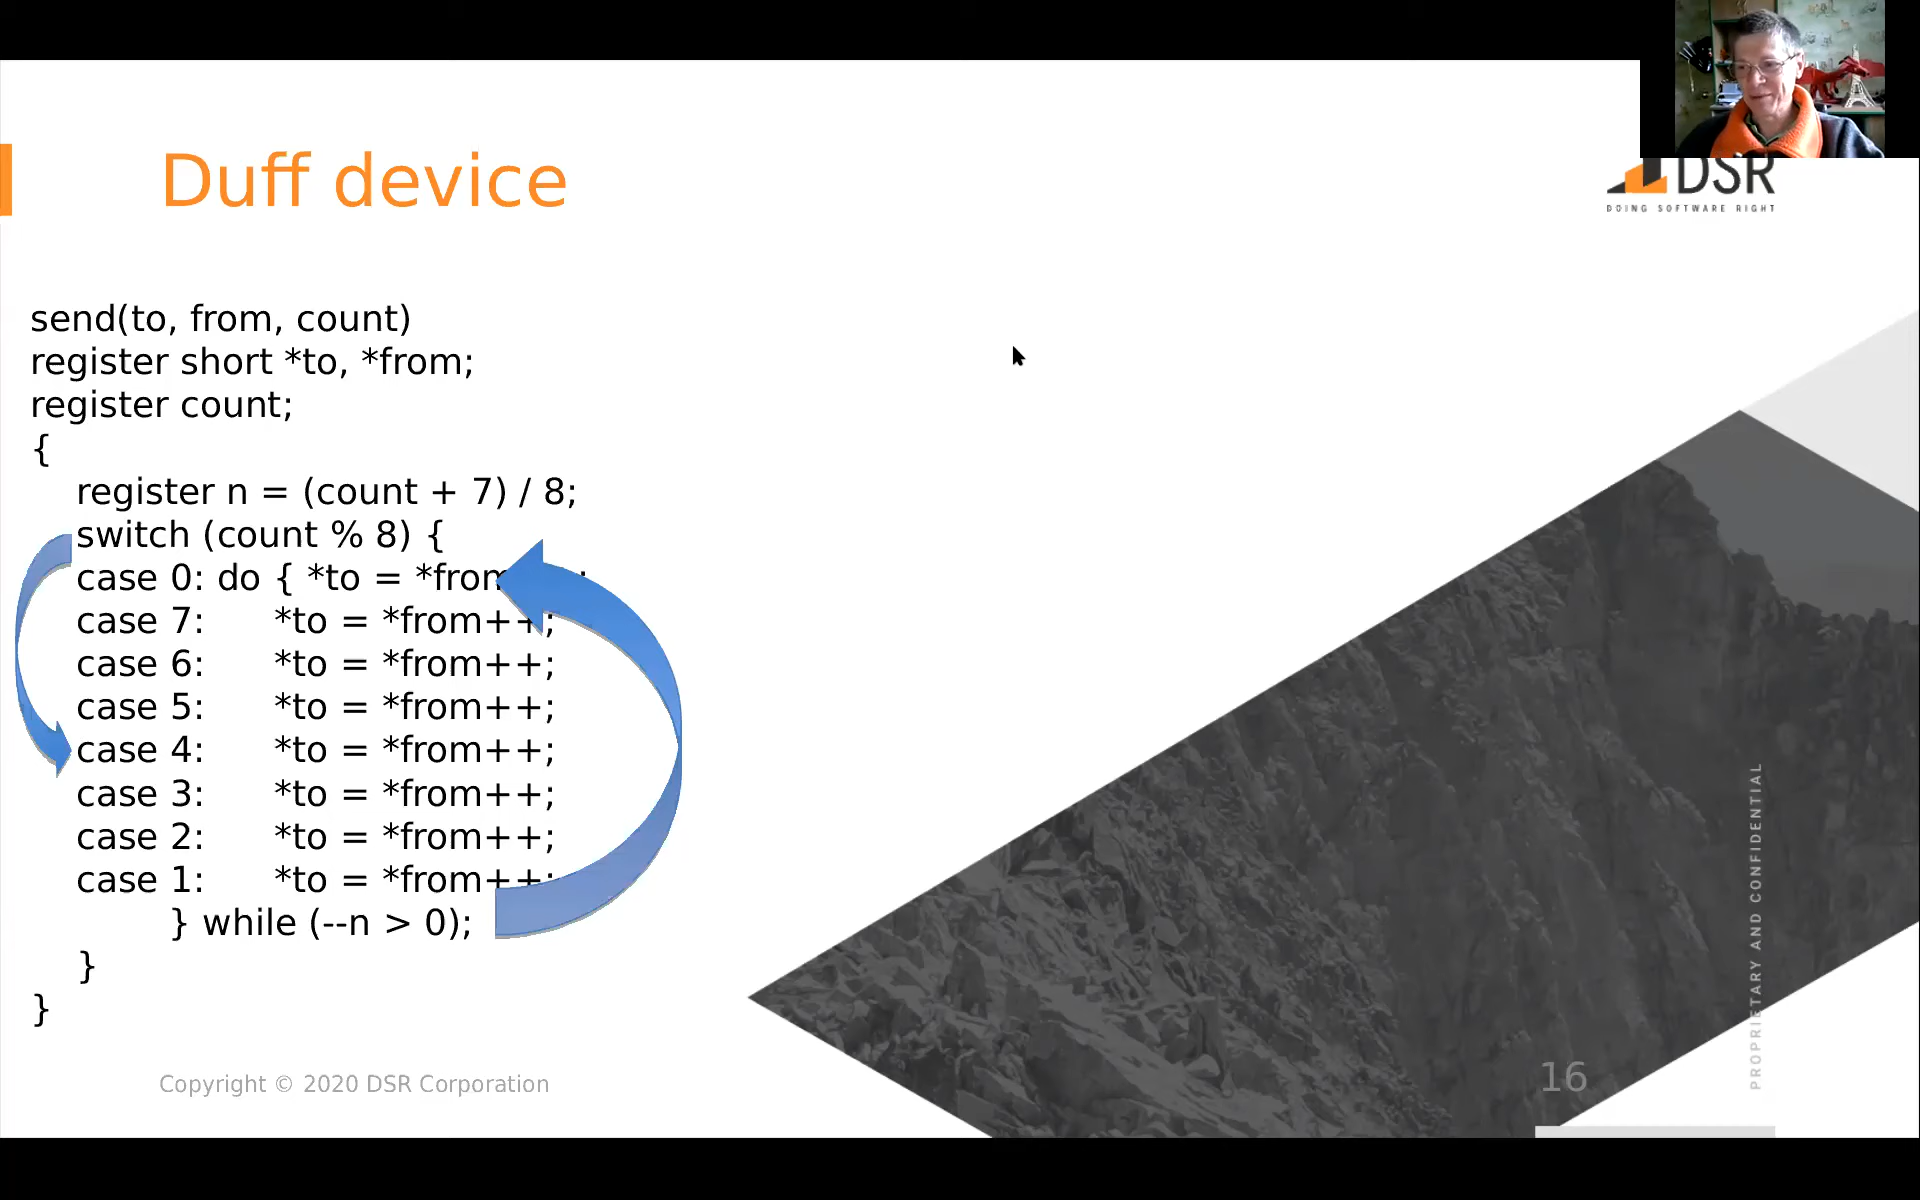 Duff device
DSR
DOING SOFTWARE RIGHT
send(to, from, count)
register short *to, *from;
register count;
{
register n = (count + 7) / 8;
switch (count % 8) {
case 0: do { *to = *from
case 7: *to = *from++;
case 6: *to = *from++;
case 5: *to = *from++;
case 4: *to = *from++;
case 3: *to = *from++;
case 2: *to = *from++;
case 1: *to = *from++;
} while (--n > 0);
}
}
Copyright © 2020 DSR Corporation
16
PROPRIETARY AND CONFIDENTIAL